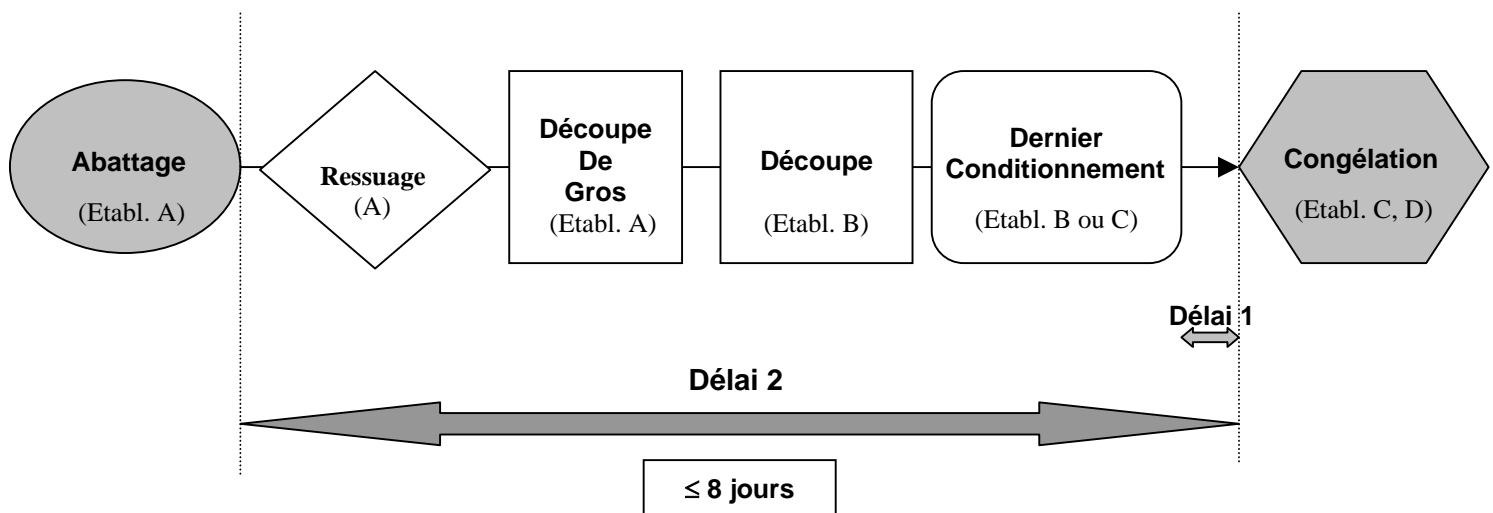 Abattage
(Etabl. A)
Ressuage
(A)
Découpe
De
Gros
(Etabl. A)
Découpe
(Etabl. B)
Dernier
Conditionnement
(Etabl. B ou C)
Congélation
(Etabl. C, D)
Délai 1
Délai 2
≤ 8 jours